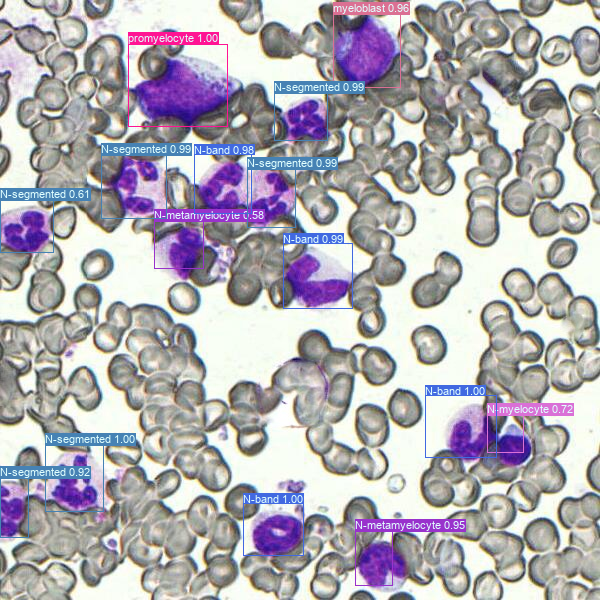 myeloblast 0.96
promyelocyte 1.00
N-segmented 0.99
N-segmented 0.99
N-band 0.98
N-segmented 0.99
N-segmented 0.61
N-metamyelocyte 0.58
N-band 0.99
N-band 1.00
N-myelocyte 0.72
N-segmented 1.00
N-segmented 0.92
N-band 1.00
N-metamyelocyte 0.95